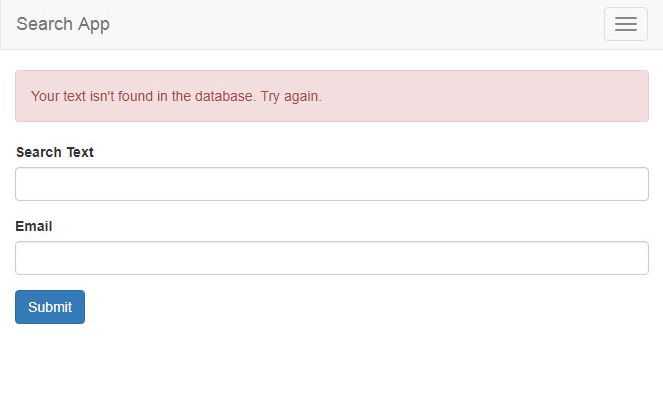 Search App
Your text isn't found in the database. Try again.
Search Text
Email
Submit